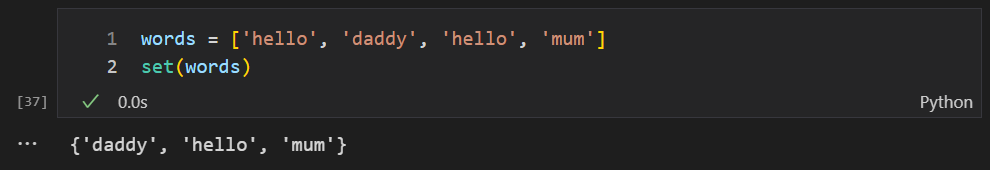 1 words = ['hello', 'daddy', 'hello', 'mum']
2 set(words)
[37] 0.0s Python
... {'daddy', 'hello', 'mum'}